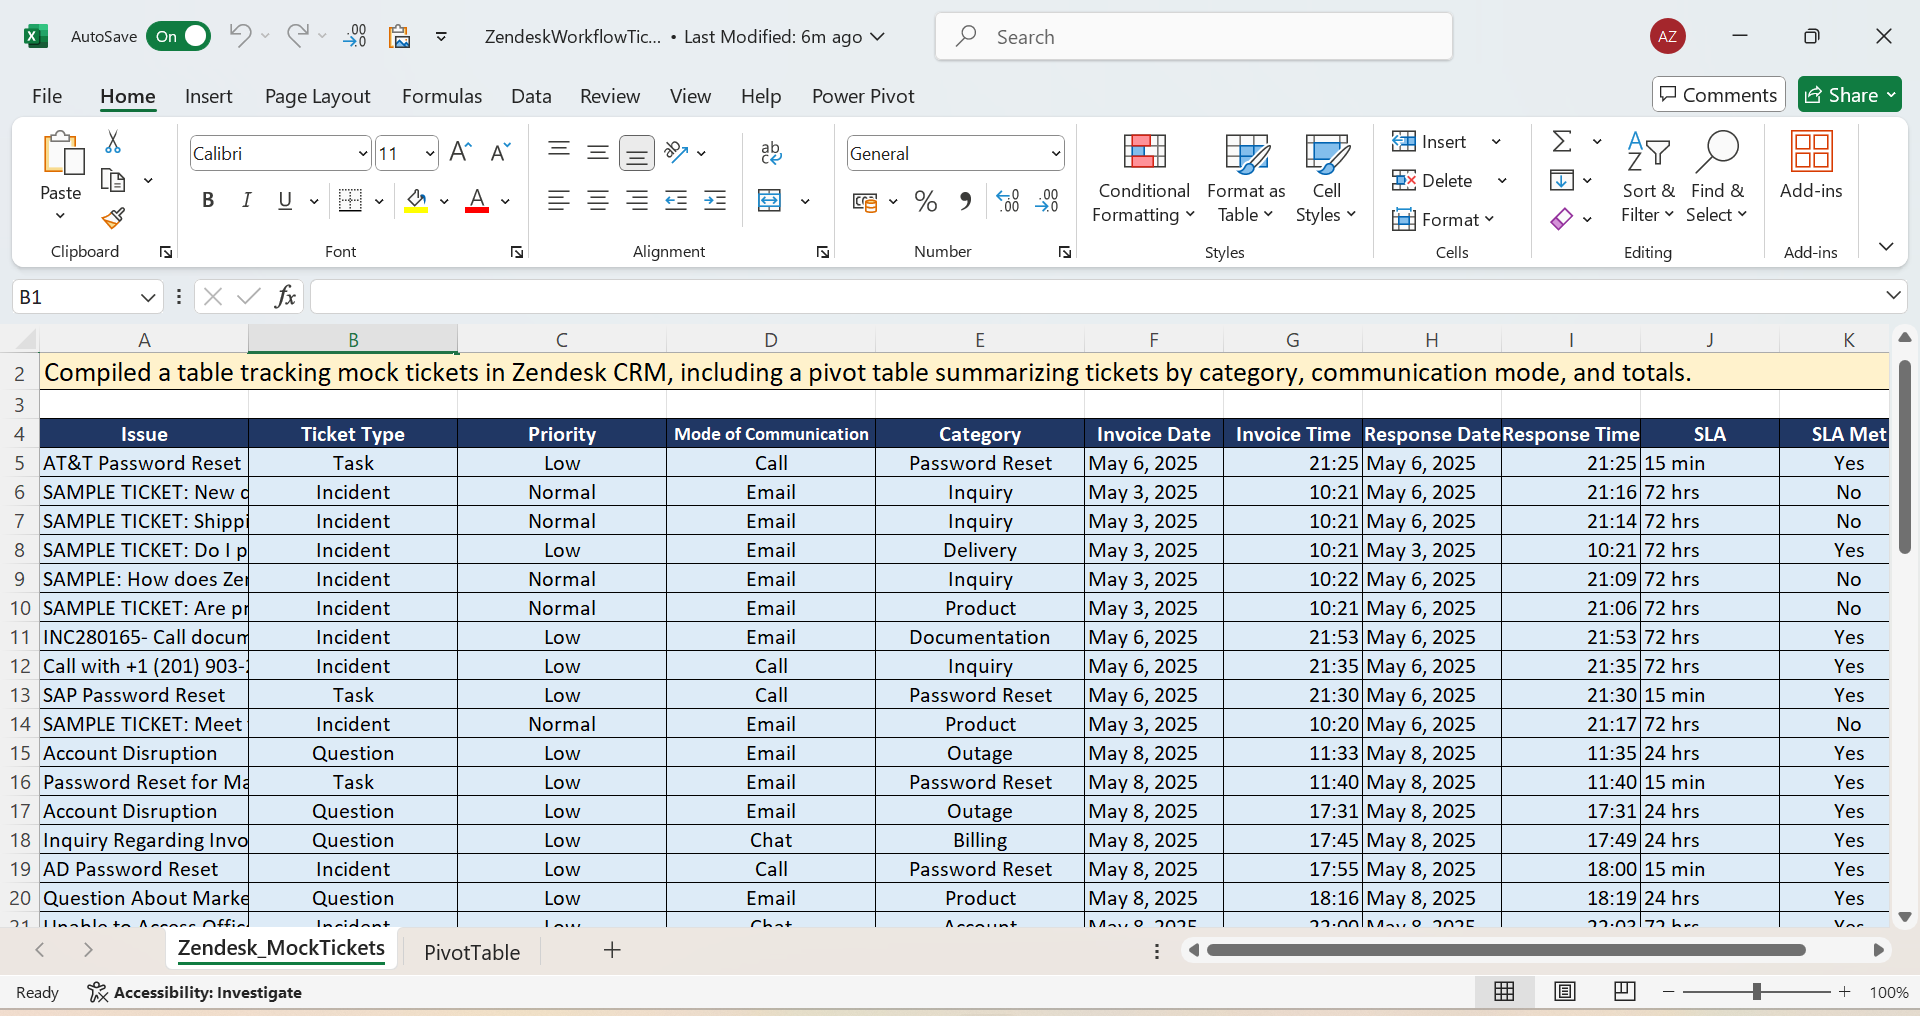 AutoSave On ZendeskWorkflowTic... • Last Modified: 6m ago Search AZ
File Home Insert Page Layout Formulas Data Review View Help Power Pivot Comments Share
Paste Calibri 11 General Conditional Formatting Format as Table Cell Styles Insert Delete Format Sort & Filter Find & Select Add-ins
Clipboard Font Alignment Number Styles Cells Editing Add-ins
B1 fx
A B C D E F G H I J K
2 Compiled a table tracking mock tickets in Zendesk CRM, including a pivot table summarizing tickets by category, communication mode, and totals.
3
4 Issue Ticket Type Priority Mode of Communication Category Invoice Date Invoice Time Response Date Response Time SLA SLA Met
5 AT&T Password Reset Task Low Call Password Reset May 6, 2025 21:25 May 6, 2025 21:25 15 min Yes
6 SAMPLE TICKET: New Incident Normal Email Inquiry May 3, 2025 10:21 May 6, 2025 21:16 72 hrs No
7 SAMPLE TICKET: Shippi Incident Normal Email Inquiry May 3, 2025 10:21 May 6, 2025 21:14 72 hrs No
8 SAMPLE TICKET: Do I p Incident Low Email Delivery May 3, 2025 10:21 May 3, 2025 10:21 72 hrs Yes
9 SAMPLE: How does Zen Incident Normal Email Inquiry May 3, 2025 10:22 May 6, 2025 21:09 72 hrs No
10 SAMPLE TICKET: Are pr Incident Normal Email Product May 3, 2025 10:21 May 6, 2025 21:06 72 hrs No
11 INC280165- Call docum Incident Low Email Documentation May 6, 2025 21:53 May 6, 2025 21:53 72 hrs Yes
12 Call with +1 (201) 903- Incident Low Call Inquiry May 6, 2025 21:35 May 6, 2025 21:35 72 hrs Yes
13 SAP Password Reset Task Low Call Password Reset May 6, 2025 21:30 May 6, 2025 21:30 15 min Yes
14 SAMPLE TICKET: Meet Incident Normal Email Product May 3, 2025 10:20 May 6, 2025 21:17 72 hrs No
15 Account Disruption Question Low Email Outage May 8, 2025 11:33 May 8, 2025 11:35 24 hrs Yes
16 Password Reset for Ma Task Low Email Password Reset May 8, 2025 11:40 May 8, 2025 11:40 15 min Yes
17 Account Disruption Question Low Email Outage May 8, 2025 17:31 May 8, 2025 17:31 24 hrs Yes
18 Inquiry Regarding Invo Question Low Chat Billing May 8, 2025 17:45 May 8, 2025 17:49 24 hrs Yes
19 AD Password Reset Incident Low Call Password Reset May 8, 2025 17:55 May 8, 2025 18:00 15 min Yes
20 Question About Marke Question Low Email Product May 8, 2025 18:16 May 8, 2025 18:19 24 hrs Yes
21 Unable to Access Offic Incident Low Chat Account May 8, 2025 22:00 May 8, 2025 22:03 72 hrs Yes
Zendesk_MockTickets PivotTable
Ready Accessibility: Investigate 100%